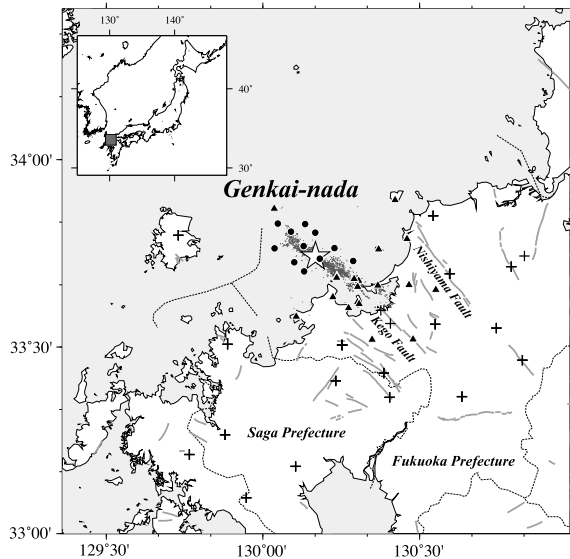 130°
140°
40°
30°
34°00'
33°30'
33°00'
Genkai-nada
Nishiyama Fault
Kego Fault
Saga Prefecture
Fukuoka Prefecture
129°30'
130°00'
130°30'